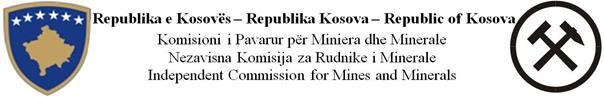 Republika e Kosovës – Republika Kosova – Republic of Kosova
Komisioni i Pavarur për Miniera dhe Minerale
Nezavisna Komisija za Rudnike i Minerale
Independent Commission for Mines and Minerals